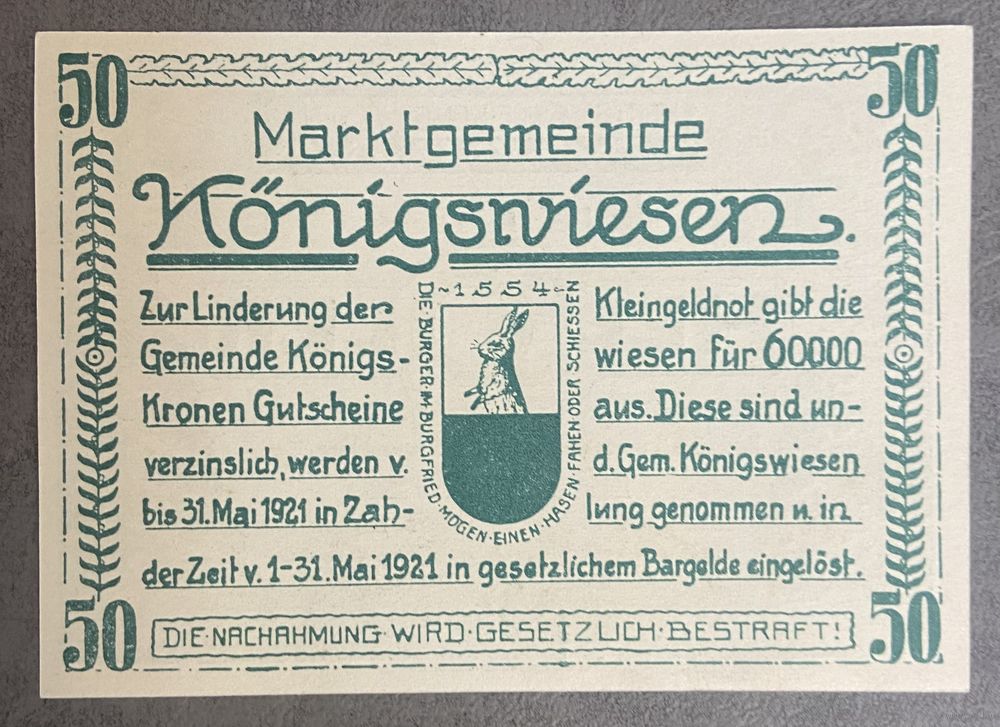 50 50
Marktgemeinde
Königswiesen.
~1554~
DIE·BURGER·IM·BURGFRIED·MOGEN·EINEN·HASEN·FAHEN·ODER·SCHIESSEN
Zur Linderung der Kleingeldnot gibt die
Gemeinde Königs- wiesen für 60000
Kronen Gutscheine aus. Diese sind un-
verzinslich, werden v. d. Gem. Königswiesen
bis 31. Mai 1921 in Zah- lung genommen u. in
der Zeit v. 1-31. Mai 1921 in gesetzlichem Bargelde eingelöst.
DIE·NACHAHMUNG·WIRD·GESETZLICH·BESTRAFT!
50 50